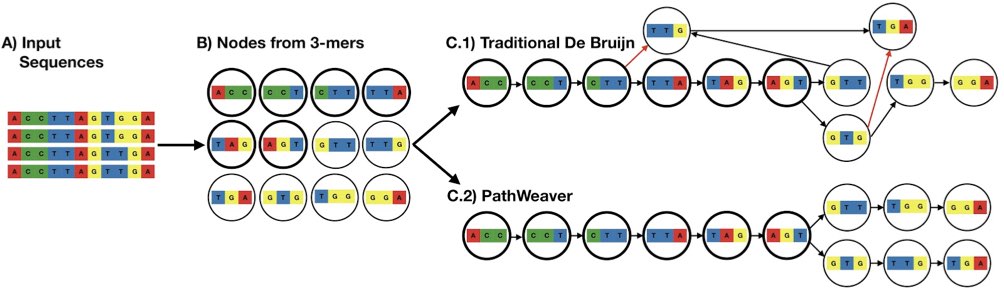 A) Input
Sequences
B) Nodes from 3-mers
C.1) Traditional De Bruijn
C.2) PathWeaver
A C C T T A G T G G A
A C C T T A G T G G A
A C C T T A G T T G A
A C C T T A G T T G A
A C C
C C T
C T T
T T A
T A G
A G T
G T T
T T G
T G A
G T G
T G G
G G A
T T G
T G A
A C C
C C T
C T T
T T A
T A G
A G T
G T T
T G G
G G A
G T G
A C C
C C T
C T T
T T A
T A G
A G T
G T T
T G G
G G A
G T G
T T G
T G A